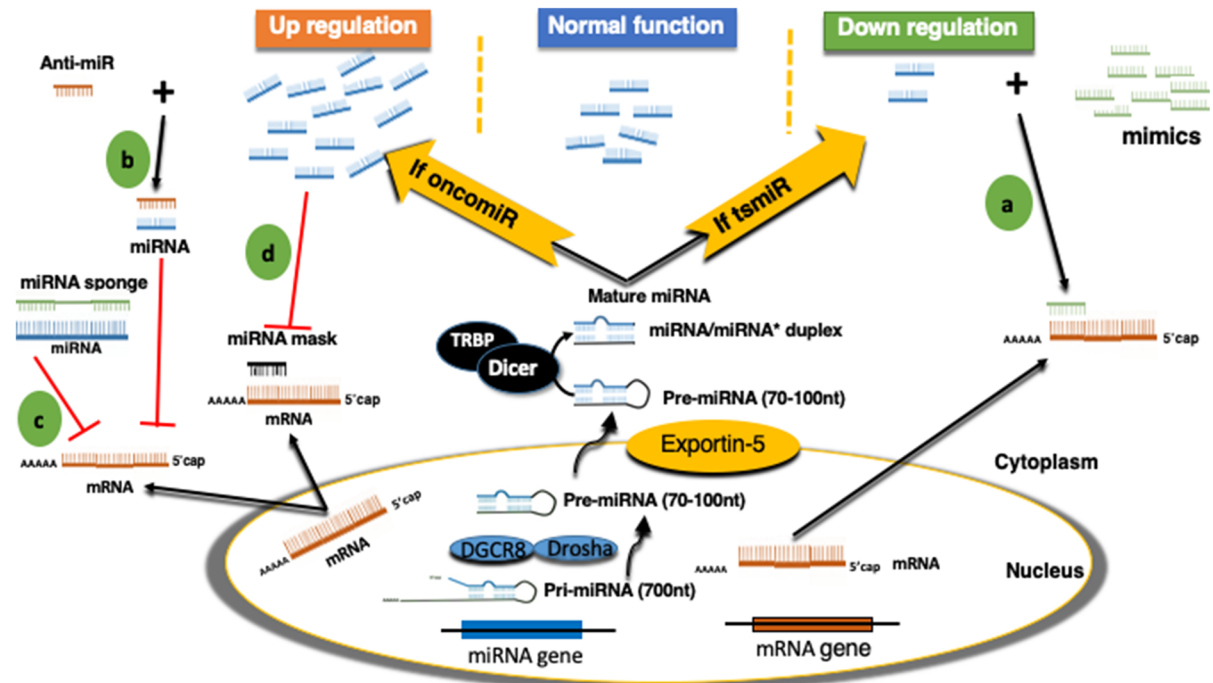 Up regulation
Normal function
Down regulation
Anti-miR
+
+
mimics
b
a
If oncomiR
If tsmiR
miRNA
d
miRNA sponge
miRNA
Mature miRNA
miRNA/miRNA* duplex
TRBP
Dicer
miRNA mask
AAAAA
5'cap
Pre-miRNA (70-100nt)
AAAAA
5'cap
mRNA
c
Exportin-5
AAAAA
5'cap
mRNA
Cytoplasm
Pre-miRNA (70-100nt)
5'cap
AAAAA
mRNA
DGCR8
Drosha
AAAAA
5'cap
mRNA
Nucleus
Pri-miRNA (700nt)
miRNA gene
mRNA gene